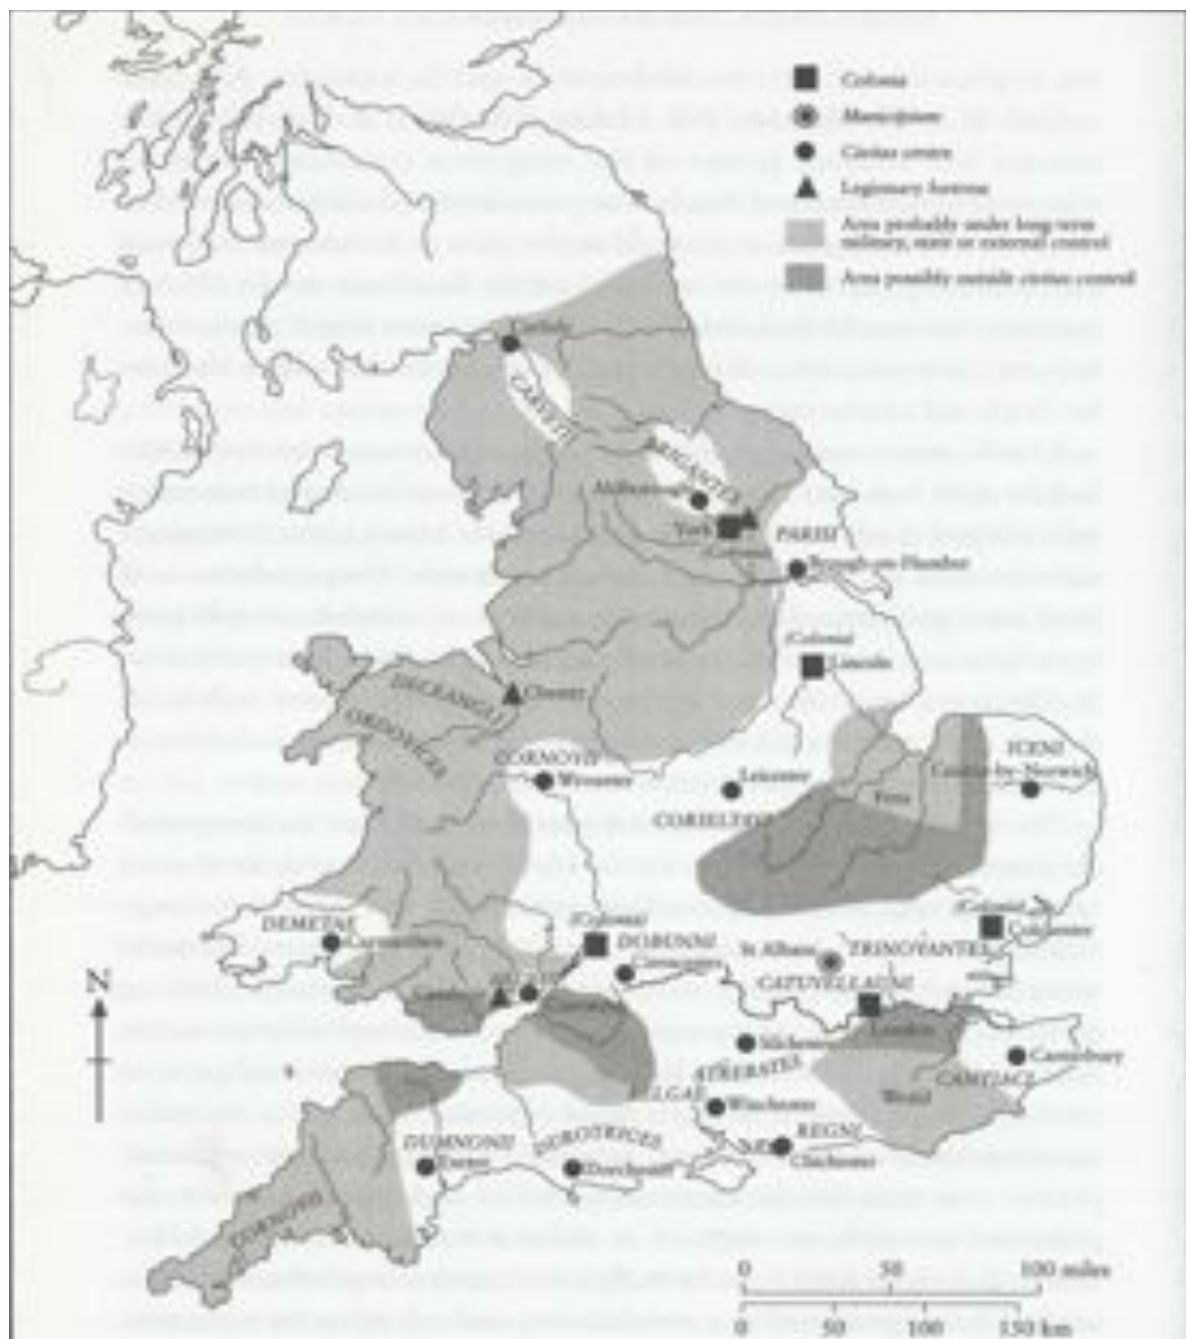 Colonia
Municipium
Civitas centre
Legionary fortress
Area probably under long-term
military, state or external control
Area possibly outside civitas control
Carlisle
CARVETII
BRIGANTES
Aldborough
York
(Colonia)
PARISI
Brough-on-Humber
(Colonia)
Lincoln
DECEANGLI
Chester
ORDOVICES
CORNOVII
Wroxeter
Leicester
ICENI
Caistor-by-Norwich
Fens
CORIELTAVI
DEMETAE
Carmarthen
(Colonia)
DOBUNNI
Cirencester
St Albans
TRINOVANTES
(Colonia)
Colchester
CATUVELLAUNI
London
N
Silchester
ATREBATES
Canterbury
CANTIACI
Weald
BELGAE
Winchester
REGNI
Chichester
DUMNONII
Exeter
DUROTRIGES
Dorchester
CORNOVII
0 50 100 miles
0 50 100 150 km